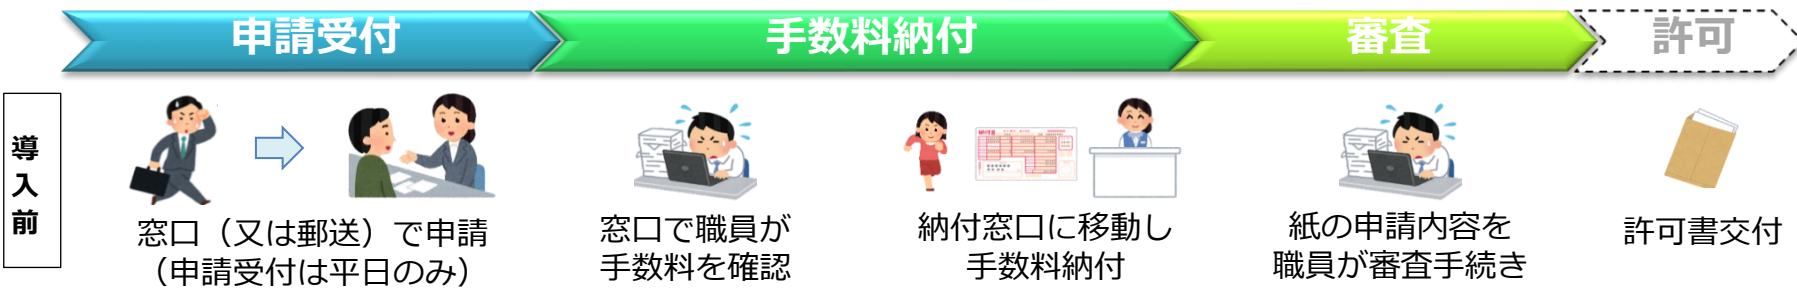 申請受付
手数料納付
審査
許可
導入前
窓口（又は郵送）で申請
（申請受付は平日のみ）
窓口で職員が
手数料を確認
納付窓口に移動し
手数料納付
紙の申請内容を
職員が審査手続き
許可書交付